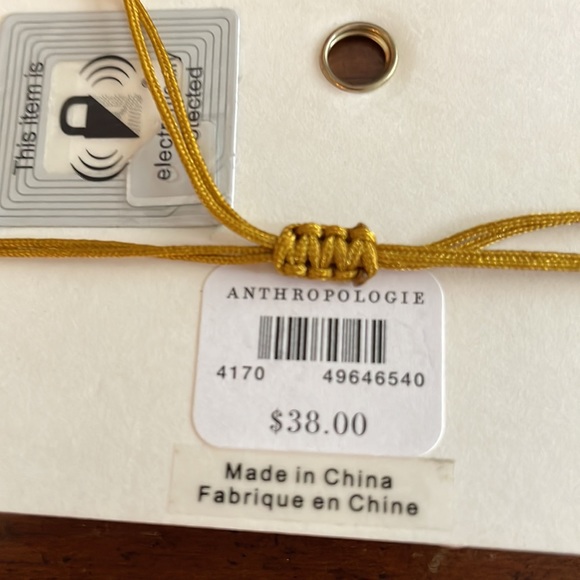 This item is
electronically
protected
ANTHROPOLOGIE
4170 49646540
$38.00
Made in China
Fabrique en Chine